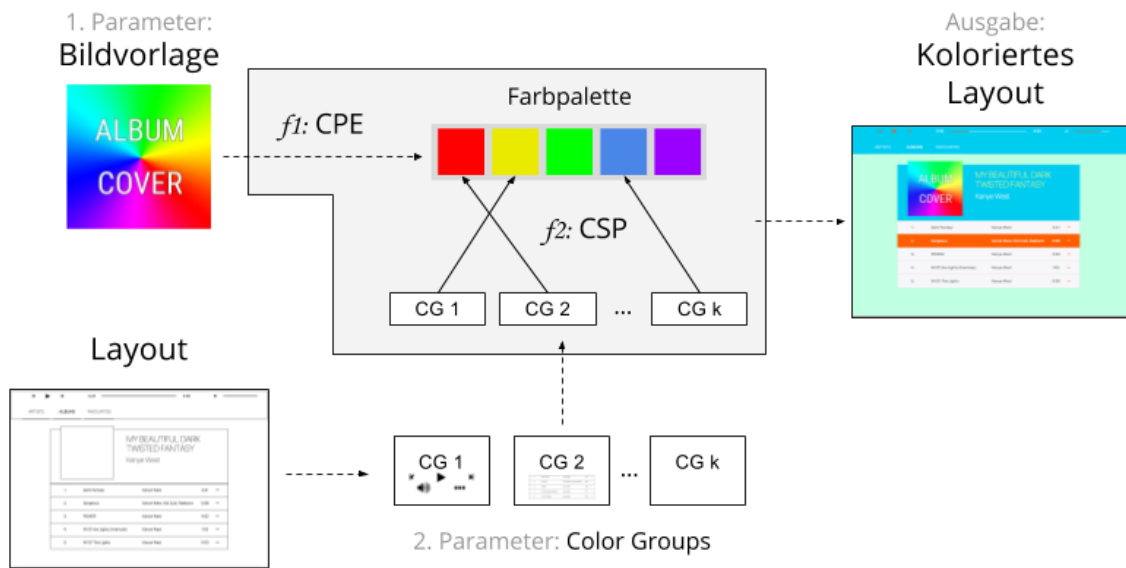 1. Parameter:
Bildvorlage
ALBUM
COVER
f1: CPE
Farbpalette
f2: CSP
CG 1
CG 2
...
CG k
Ausgabe:
Koloriertes
Layout
ALBUM
COVER
MY BEAUTIFUL DARK
TWISTED FANTASY
Kanye West
Layout
ARTISTS ALBUMS FAVOURITES
MY BEAUTIFUL DARK
TWISTED FANTASY
Kanye West
CG 1
CG 2
...
CG k
2. Parameter: Color Groups